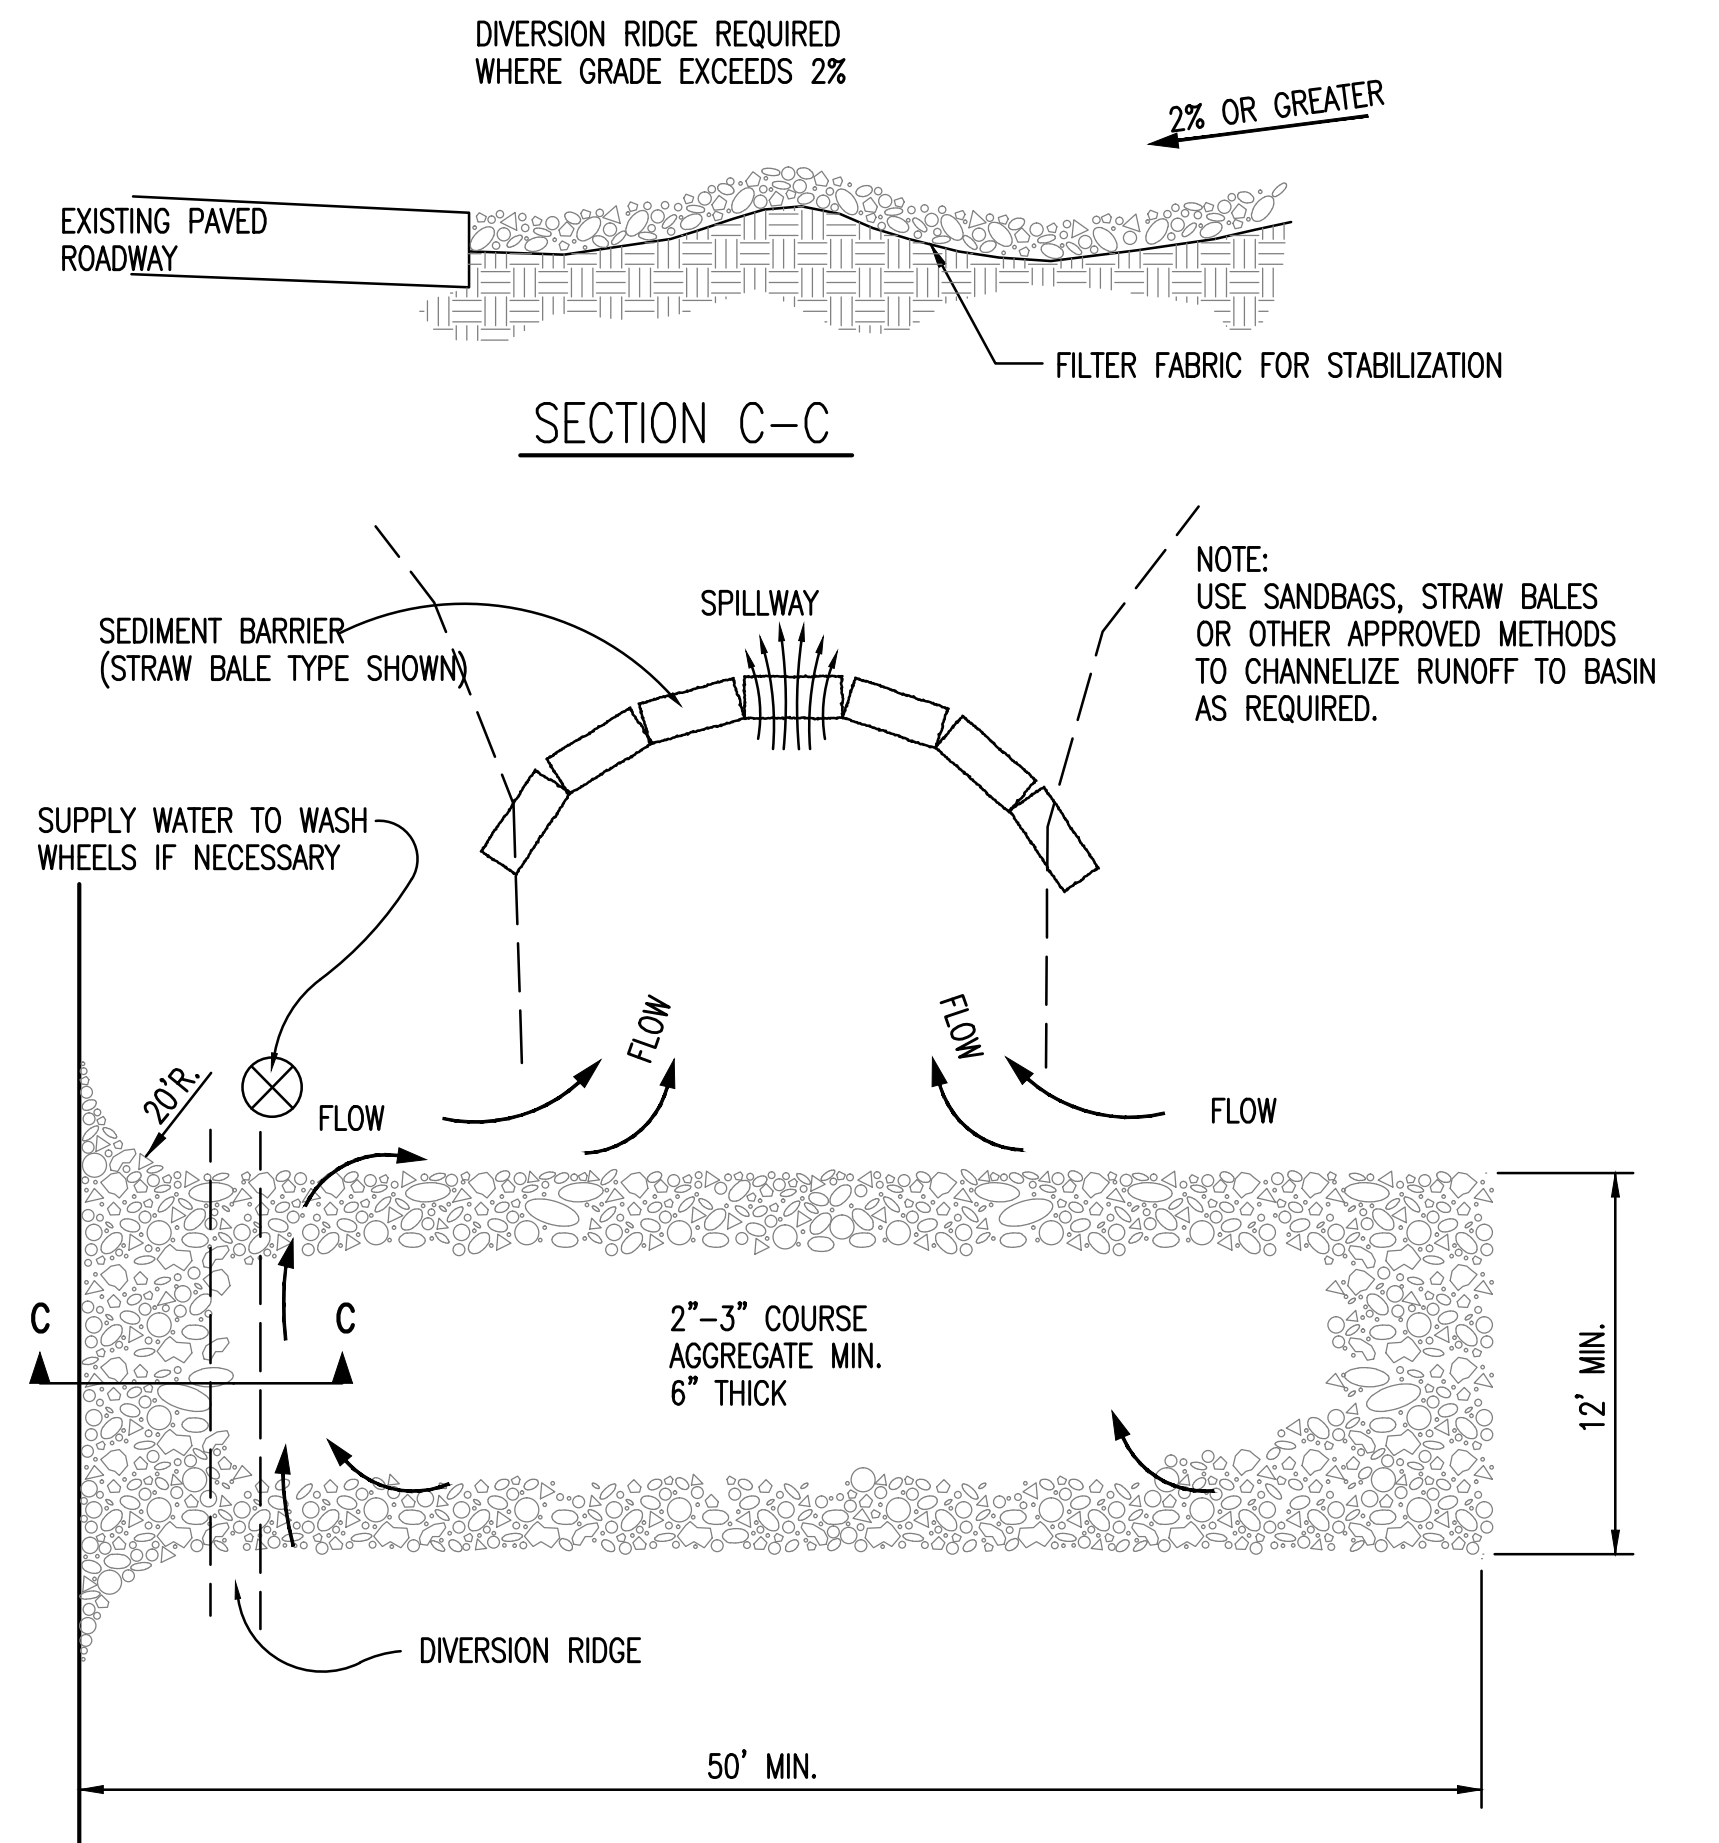 DIVERSION RIDGE REQUIRED
WHERE GRADE EXCEEDS 2%
2% OR GREATER
EXISTING PAVED
ROADWAY
FILTER FABRIC FOR STABILIZATION
SECTION C-C
NOTE:
USE SANDBAGS, STRAW BALES
OR OTHER APPROVED METHODS
TO CHANNELIZE RUNOFF TO BASIN
AS REQUIRED.
SPILLWAY
SEDIMENT BARRIER
(STRAW BALE TYPE SHOWN)
SUPPLY WATER TO WASH
WHEELS IF NECESSARY
FLOW
FLOW
20'R.
FLOW
FLOW
C
C
2"-3" COURSE
AGGREGATE MIN.
6" THICK
12' MIN.
DIVERSION RIDGE
50' MIN.